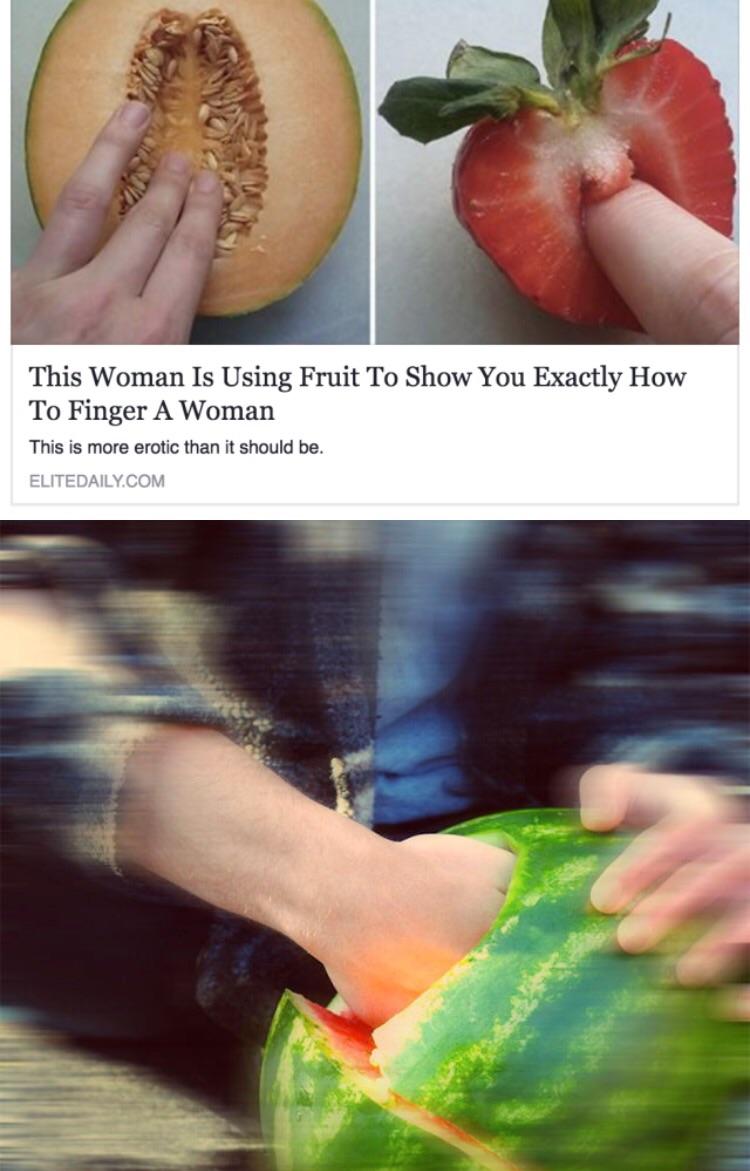 This Woman Is Using Fruit To Show You Exactly How
To Finger A Woman
This is more erotic than it should be.
ELITEDAILY.COM